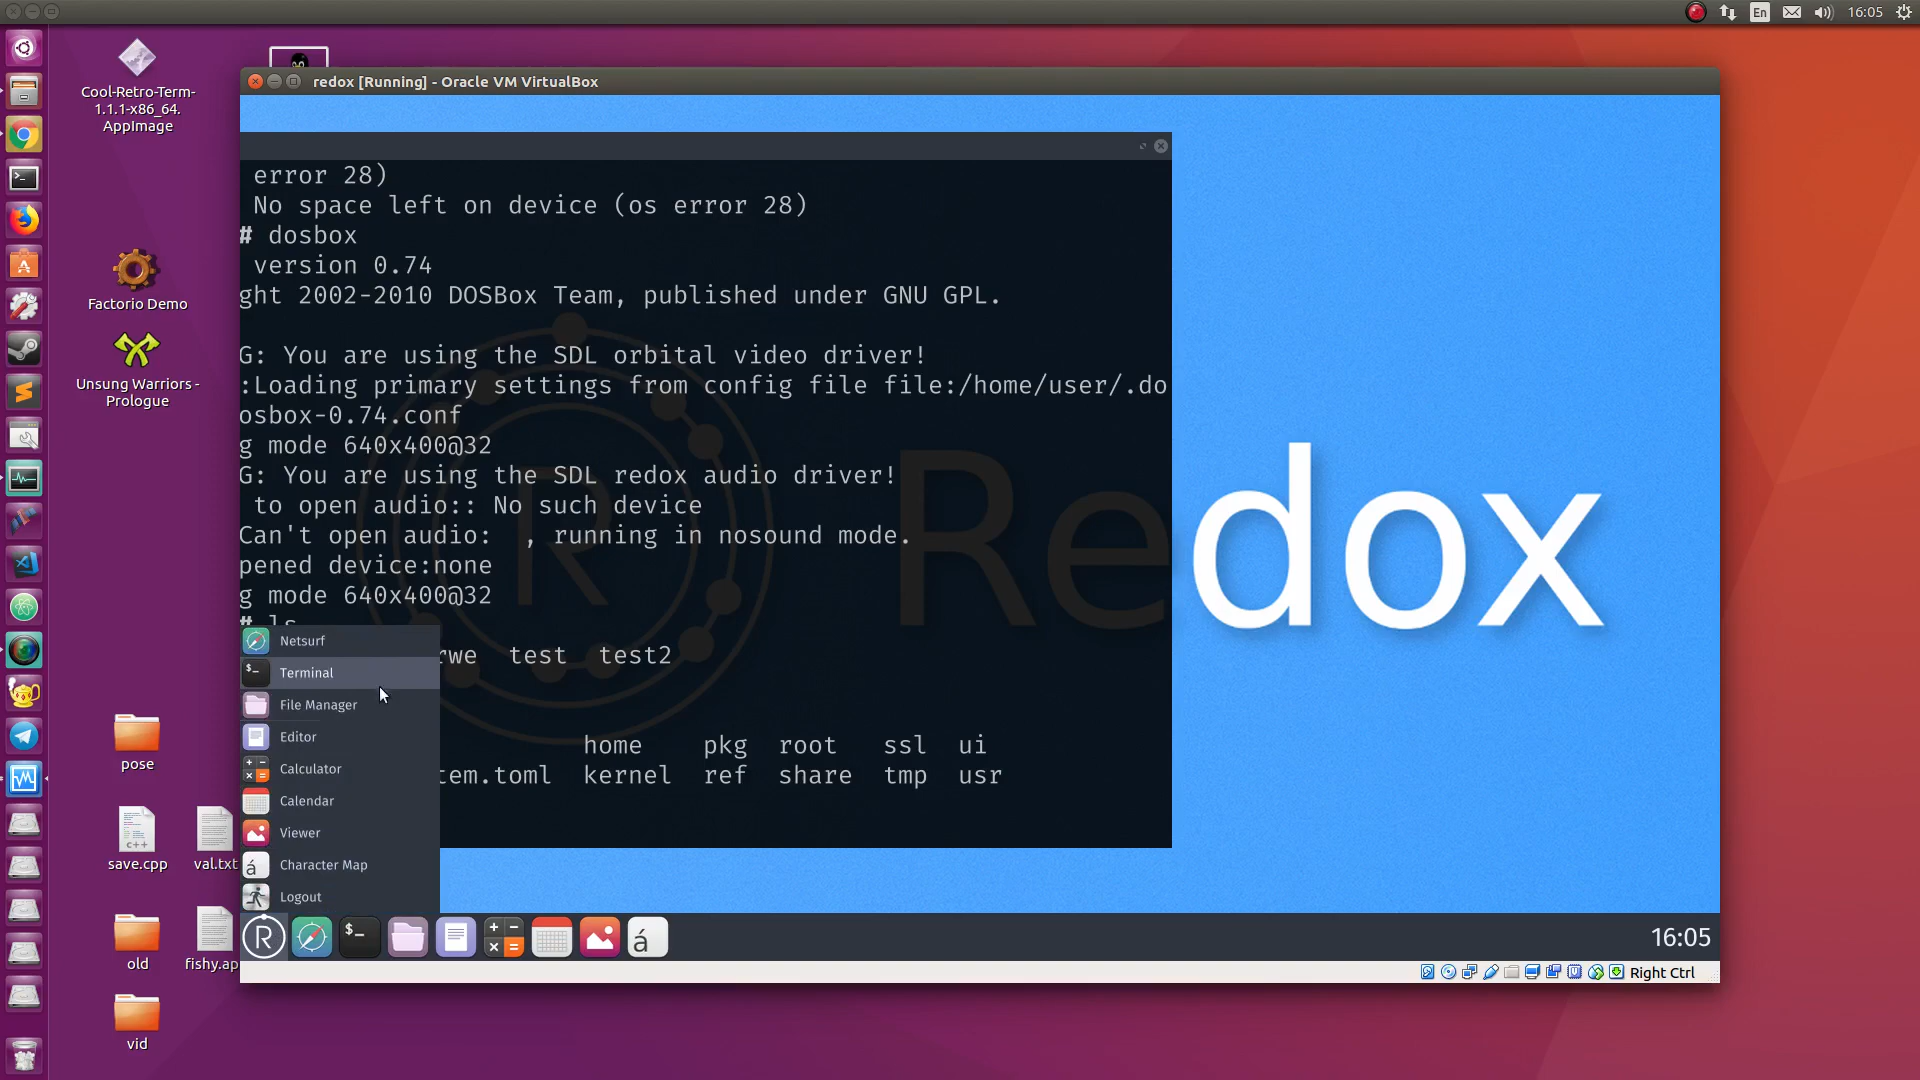 En
16:05
Cool-Retro-Term-
1.1.1-x86_64.
AppImage
Factorio Demo
Unsung Warriors -
Prologue
pose
save.cpp
val.txt
old
fishy.ap
vid
redox [Running] - Oracle VM VirtualBox
error 28)
No space left on device (os error 28)
# dosbox
version 0.74
ght 2002-2010 DOSBox Team, published under GNU GPL.
G: You are using the SDL orbital video driver!
:Loading primary settings from config file file:/home/user/.do
osbox-0.74.conf
g mode 640x400@32
G: You are using the SDL redox audio driver!
to open audio:: No such device
Can't open audio: , running in nosound mode.
pened device:none
g mode 640x400@32
# ls
rwe test test2
home pkg root ssl ui
tem.toml kernel ref share tmp usr
Redox
Netsurf
Terminal
File Manager
Editor
Calculator
Calendar
Viewer
Character Map
Logout
16:05
Right Ctrl